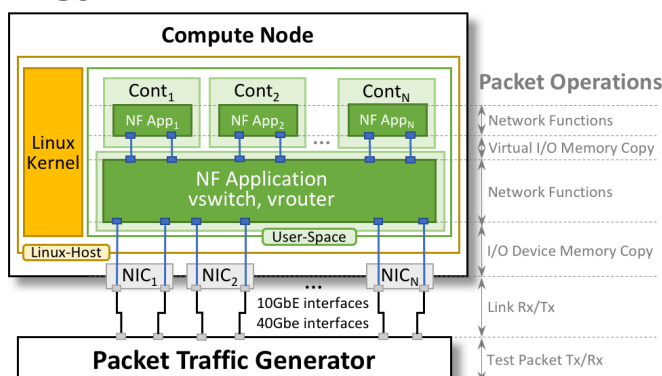 Compute Node
Packet Operations
Linux
Kernel
Cont1
Cont2
ContN
NF App1
NF App2
...
NF AppN
NF Application
vswitch, vrouter
User-Space
Linux-Host
NIC1
NIC2
...
NICN
10GbE interfaces
40Gbe interfaces
Packet Traffic Generator
Network Functions
Virtual I/O Memory Copy
Network Functions
I/O Device Memory Copy
Link Rx/Tx
Test Packet Tx/Rx